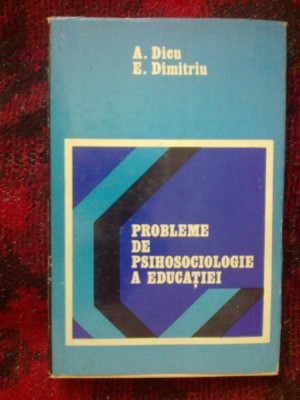 A. Dicu
E. Dimitriu
PROBLEME
DE
PSIHOSOCIOLOGIE
A EDUCAȚIEI